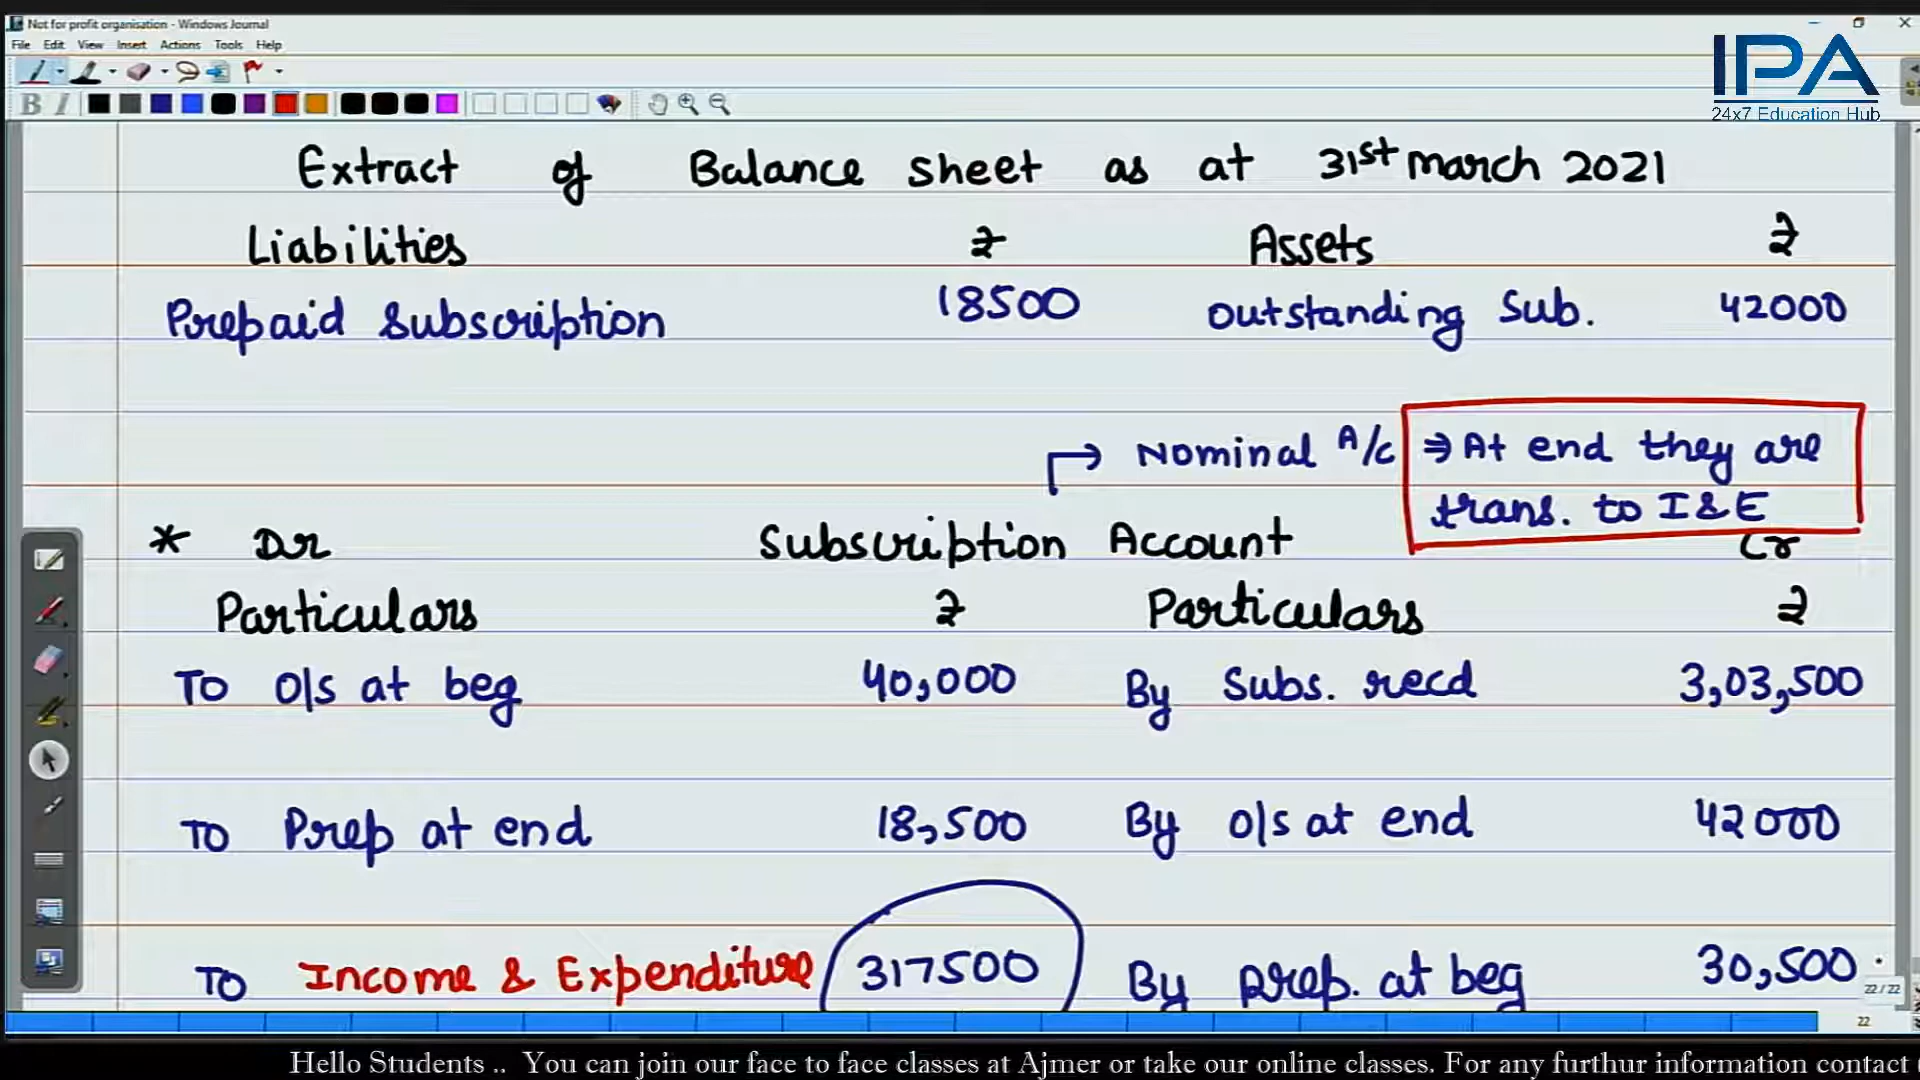 Not for profit organisation - Windows Journal
File Edit View Insert Actions Tools Help
B I
IPA
24x7 Education Hub
Extract of Balance sheet as at 31st march 2021
Liabilities ₹ Assets ₹
Prepaid Subscription 18500 Outstanding Sub. 42000
→ Nominal A/c ⇒ At end they are
trans. to I & E
* Dr Subscription Account Cr
Particulars ₹ Particulars ₹
To O/s at beg 40,000 By Subs. recd 3,03,500
To Prep at end 18,500 By O/s at end 42000
To Income & Expenditure 317500 By prep. at beg 30,500
22 / 22
22
Hello Students .. You can join our face to face classes at Ajmer or take our online classes. For any furthur information contact